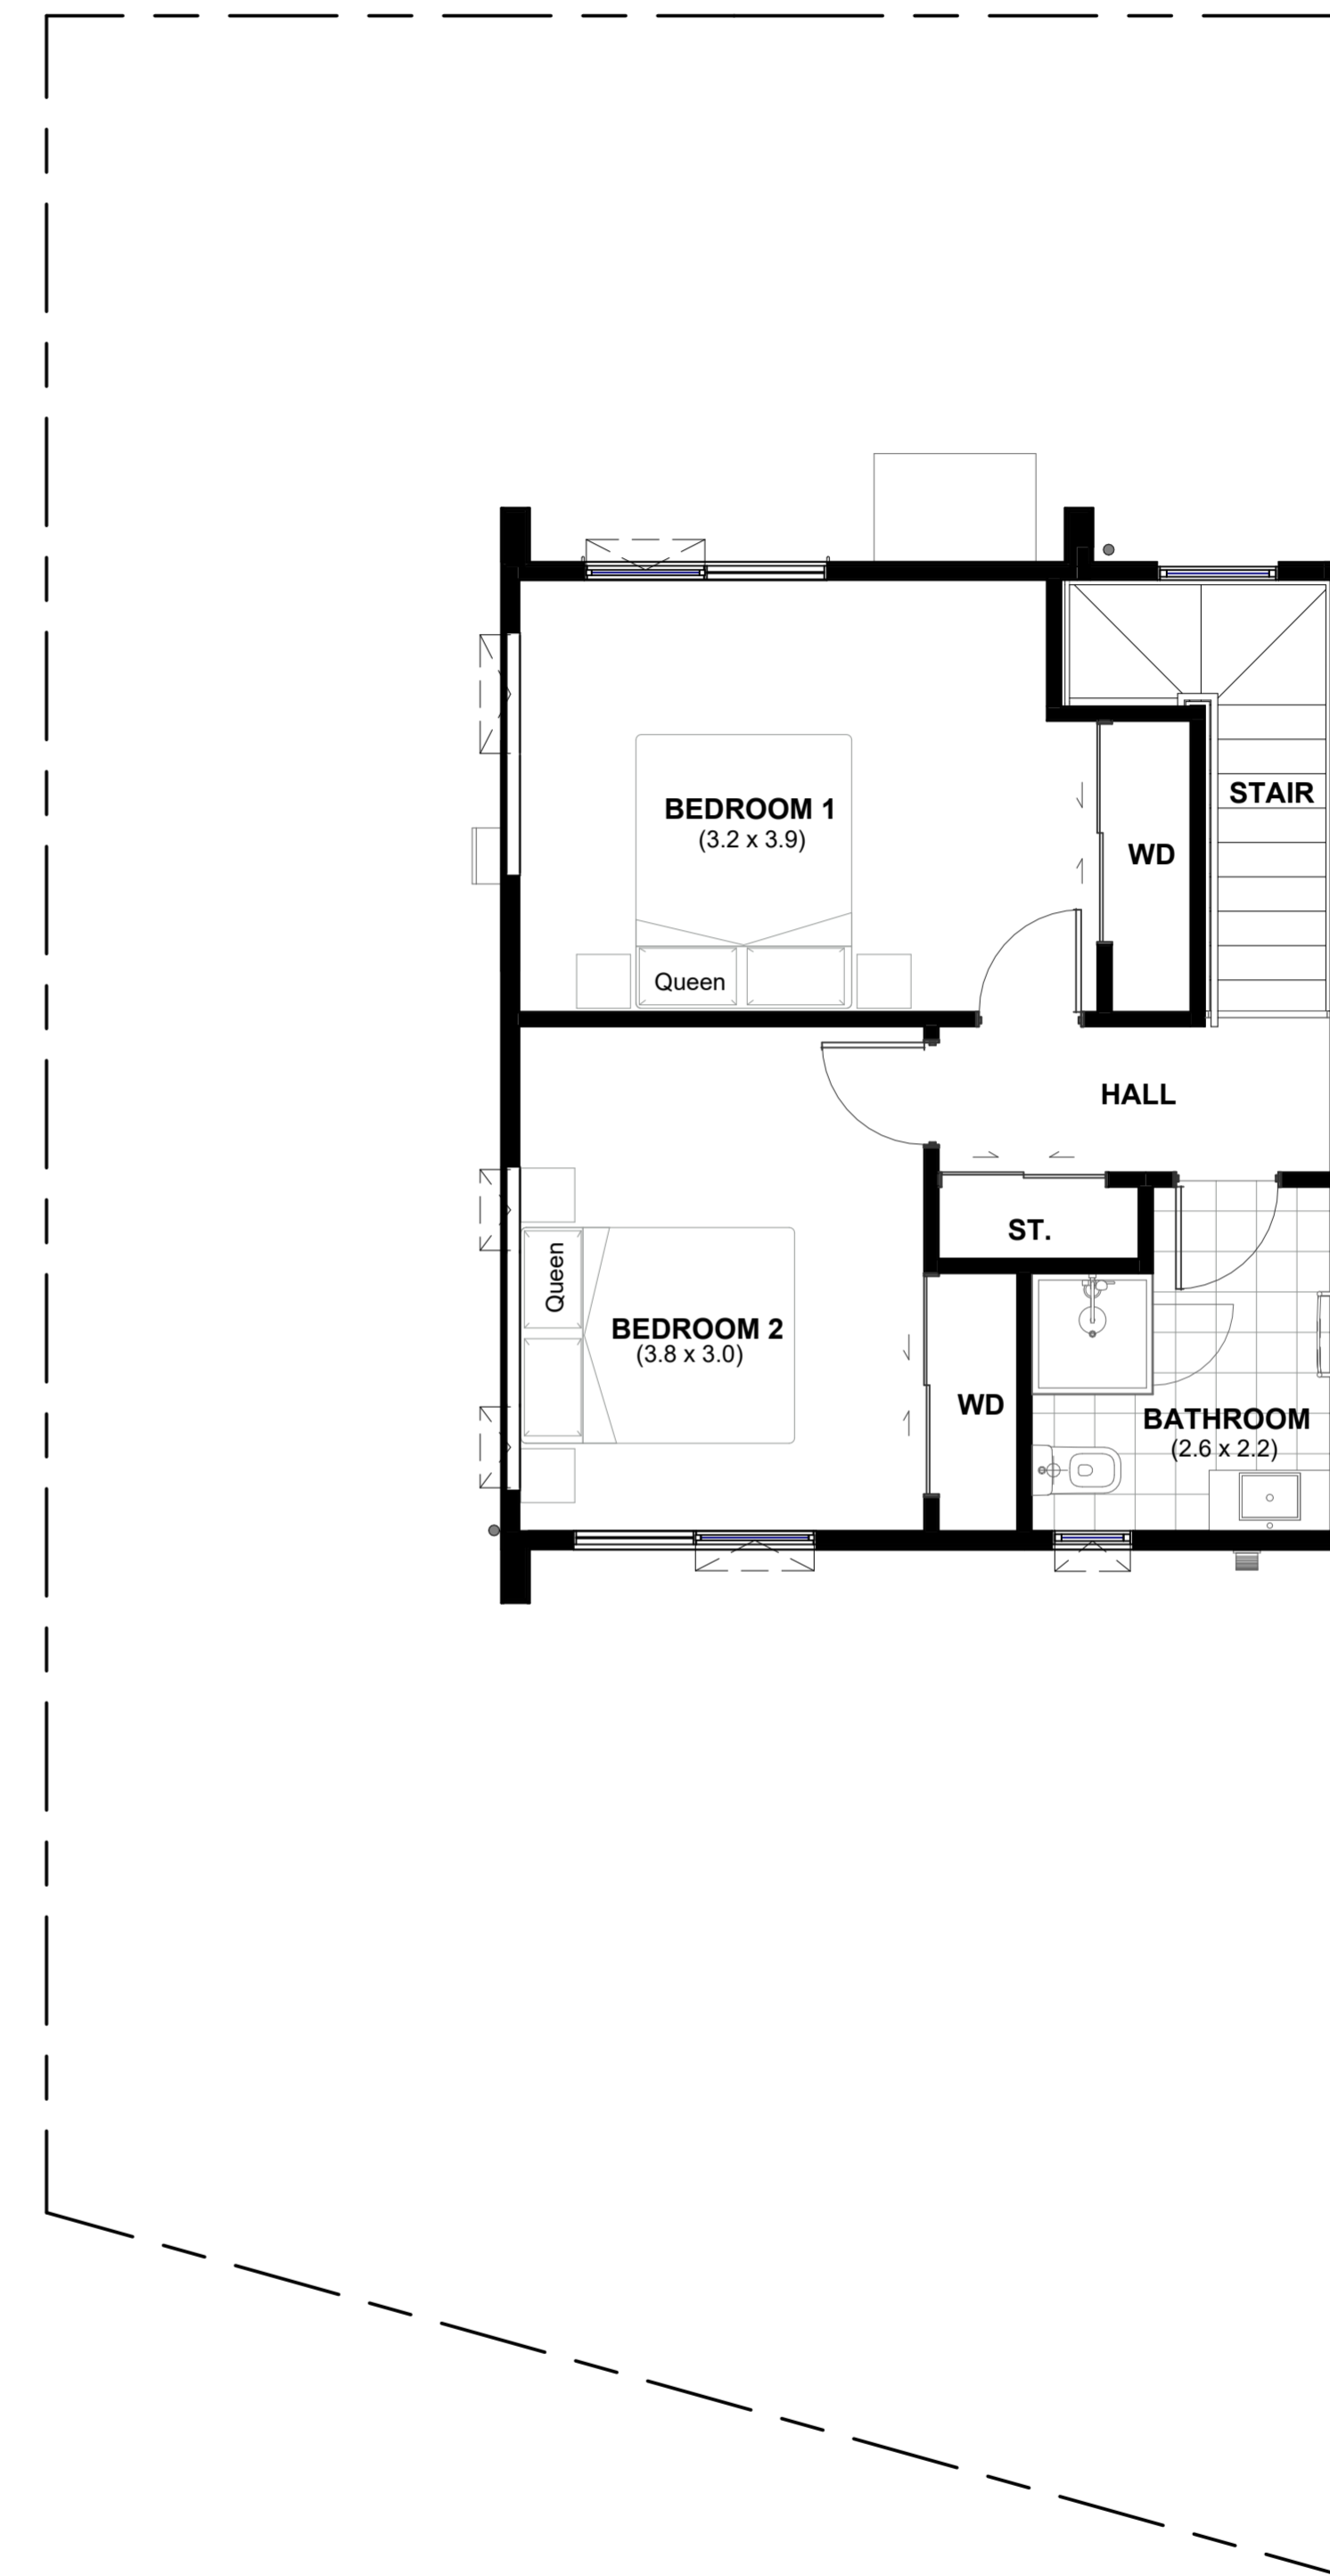 STAIR
BEDROOM 1
(3.2 x 3.9)
WD
Queen
HALL
ST.
Queen
BEDROOM 2
(3.8 x 3.0)
WD
BATHROOM
(2.6 x 2.2)